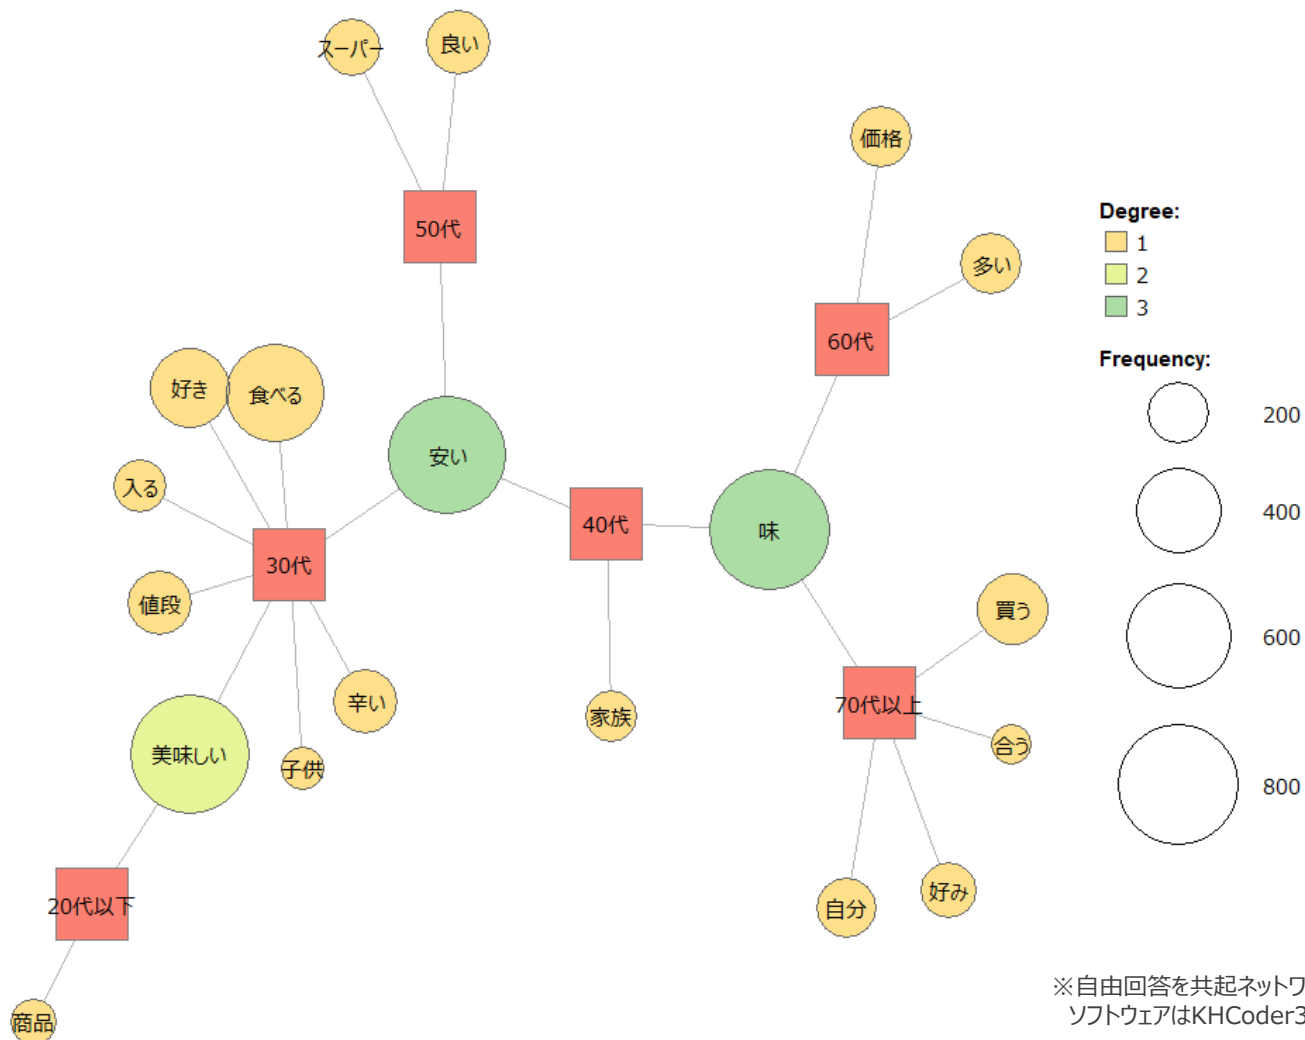 スーパー
良い
価格
50代
多い
60代
好き
食べる
安い
入る
40代
味
30代
値段
買う
辛い
70代以上
家族
合う
美味しい
子供
20代以下
自分
好み
商品
Degree:
1
2
3
Frequency:
200
400
600
800
※自由回答を共起ネットワ
ソフトウェアはKHCoder3